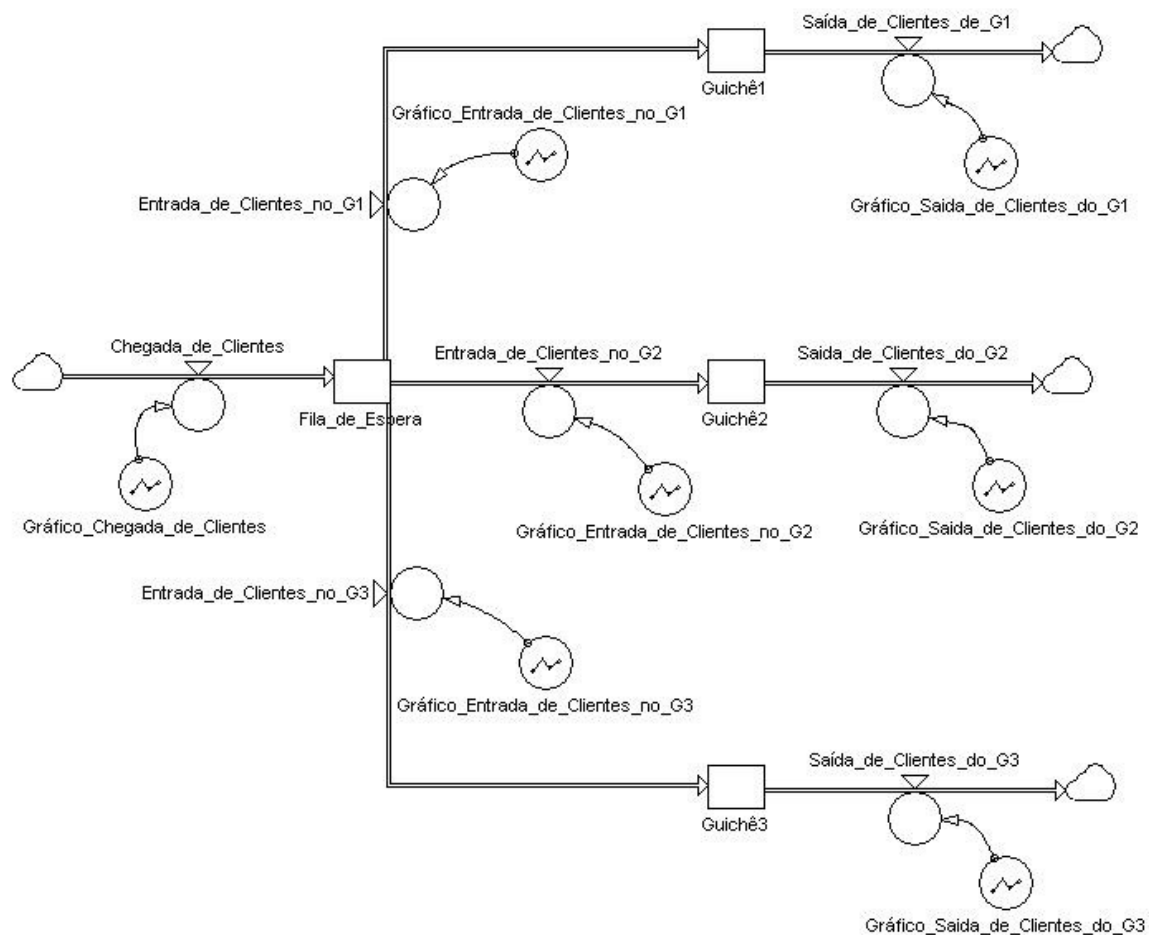 Saída_de_Clientes_de_G1
Guichê1
Gráfico_Entrada_de_Clientes_no_G1
Entrada_de_Clientes_no_G1
Gráfico_Saida_de_Clientes_do_G1
Chegada_de_Clientes
Entrada_de_Clientes_no_G2
Saida_de_Clientes_do_G2
Fila_de_Espera
Guichê2
Gráfico_Chegada_de_Clientes
Gráfico_Entrada_de_Clientes_no_G2
Gráfico_Saida_de_Clientes_do_G2
Entrada_de_Clientes_no_G3
Gráfico_Entrada_de_Clientes_no_G3
Saída_de_Clientes_do_G3
Guichê3
Gráfico_Saida_de_Clientes_do_G3